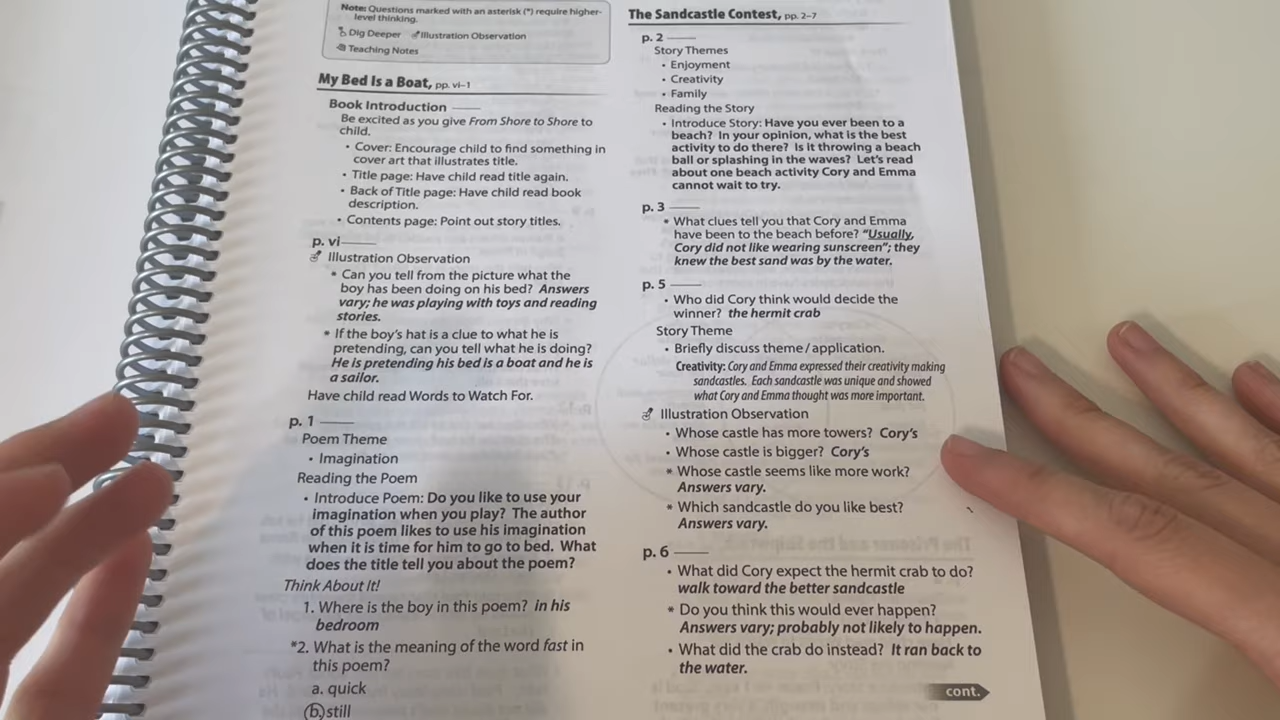 Note: Questions marked with an asterisk (*) require higher-
level thinking.
Dig Deeper Illustration Observation
Teaching Notes
My Bed Is a Boat, pp. vi–1
Book Introduction
Be excited as you give From Shore to Shore to
child.
• Cover: Encourage child to find something in
cover art that illustrates title.
• Title page: Have child read title again.
• Back of Title page: Have child read book
description.
• Contents page: Point out story titles.
p. vi
Illustration Observation
* Can you tell from the picture what the
boy has been doing on his bed? Answers
vary; he was playing with toys and reading
stories.
* If the boy's hat is a clue to what he is
pretending, can you tell what he is doing?
He is pretending his bed is a boat and he is
a sailor.
Have child read Words to Watch For.
p. 1
Poem Theme
• Imagination
Reading the Poem
• Introduce Poem: Do you like to use your
imagination when you play? The author
of this poem likes to use his imagination
when it is time for him to go to bed. What
does the title tell you about the poem?
Think About It!
1. Where is the boy in this poem? in his
bedroom
*2. What is the meaning of the word fast in
this poem?
a. quick
b. still
The Sandcastle Contest, pp. 2–7
p. 2
Story Themes
• Enjoyment
• Creativity
• Family
Reading the Story
• Introduce Story: Have you ever been to a
beach? In your opinion, what is the best
activity to do there? Is it throwing a beach
ball or splashing in the waves? Let's read
about one beach activity Cory and Emma
cannot wait to try.
p. 3
* What clues tell you that Cory and Emma
have been to the beach before? "Usually,
Cory did not like wearing sunscreen"; they
knew the best sand was by the water.
p. 5
• Who did Cory think would decide the
winner? the hermit crab
Story Theme
• Briefly discuss theme/application.
Creativity: Cory and Emma expressed their creativity making
sandcastles. Each sandcastle was unique and showed
what Cory and Emma thought was more important.
Illustration Observation
• Whose castle has more towers? Cory's
• Whose castle is bigger? Cory's
* Whose castle seems like more work?
Answers vary.
* Which sandcastle do you like best?
Answers vary.
p. 6
• What did Cory expect the hermit crab to do?
walk toward the better sandcastle
* Do you think this would ever happen?
Answers vary; probably not likely to happen.
• What did the crab do instead? It ran back to
the water.
cont.